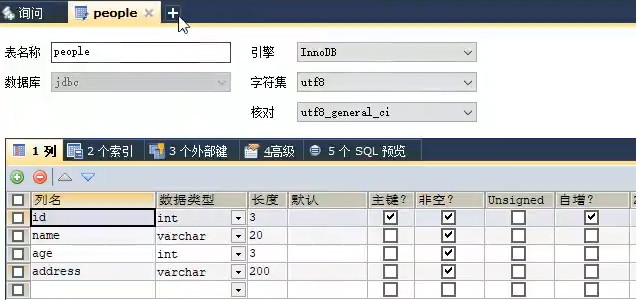 询问 people
表名称 people 引擎 InnoDB
数据库 jdbc 字符集 utf8
核对 utf8_general_ci
1 列 2 个索引 3 个外部键 4高级 5 个 SQL 预览
列名 数据类型 长度 默认 主键? 非空? Unsigned 自增?
id int 3
name varchar 20
age int 3
address varchar 200